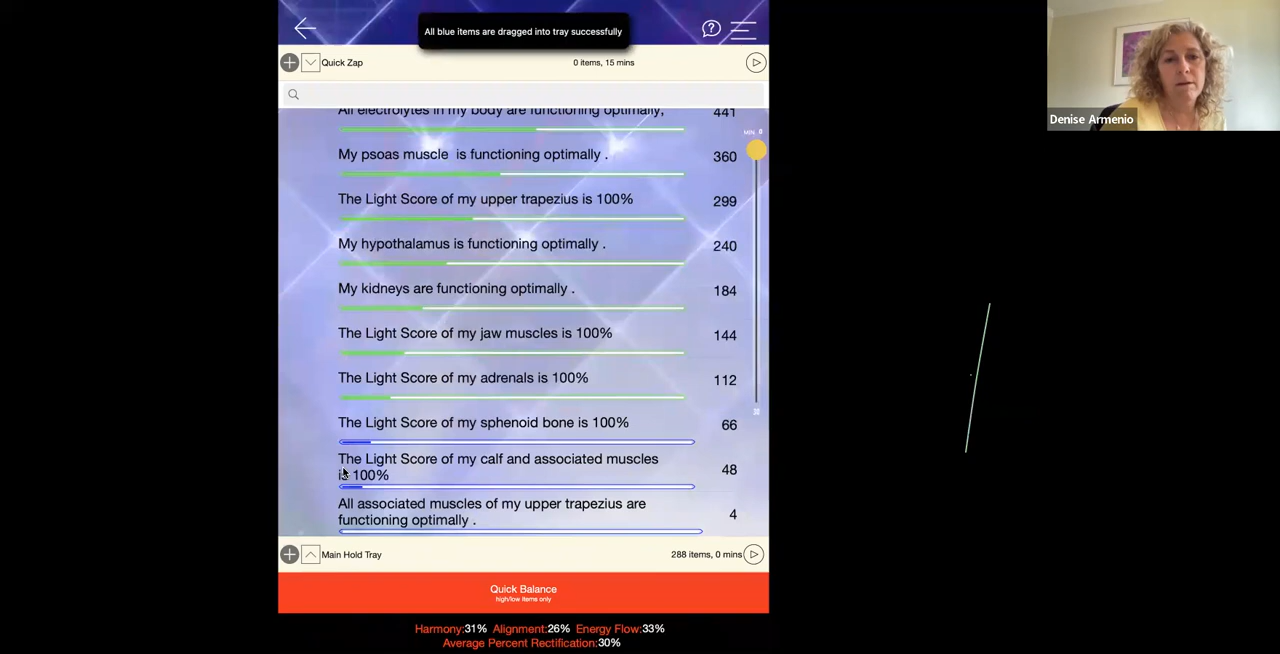 All blue items are dragged into tray successfully
Quick Zap
0 items, 15 mins
All electrolytes in my body are functioning optimally,
441
MIN 0
My psoas muscle is functioning optimally .
360
The Light Score of my upper trapezius is 100%
299
My hypothalamus is functioning optimally .
240
My kidneys are functioning optimally .
184
The Light Score of my jaw muscles is 100%
144
The Light Score of my adrenals is 100%
112
The Light Score of my sphenoid bone is 100%
66
The Light Score of my calf and associated muscles
is 100%
48
All associated muscles of my upper trapezius are
functioning optimally .
4
Main Hold Tray
288 items, 0 mins
Quick Balance
high/low items only
Harmony:31% Alignment:26% Energy Flow:33%
Average Percent Rectification:30%
Denise Armenio